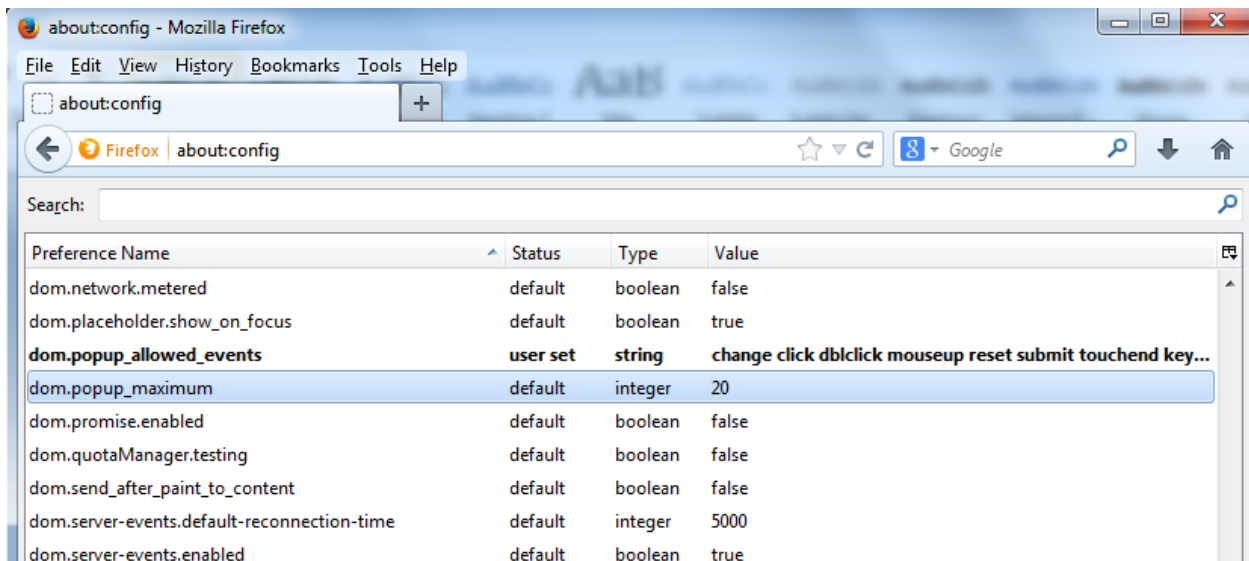 about:config - Mozilla Firefox
File Edit View History Bookmarks Tools Help
about:config +
Firefox about:config 8 Google
Search:
Preference Name Status Type Value
dom.network.metered default boolean false
dom.placeholder.show_on_focus default boolean true
dom.popup_allowed_events user set string change click dblclick mouseup reset submit touchend key...
dom.popup_maximum default integer 20
dom.promise.enabled default boolean false
dom.quotaManager.testing default boolean false
dom.send_after_paint_to_content default boolean false
dom.server-events.default-reconnection-time default integer 5000
dom.server-events.enabled default boolean true